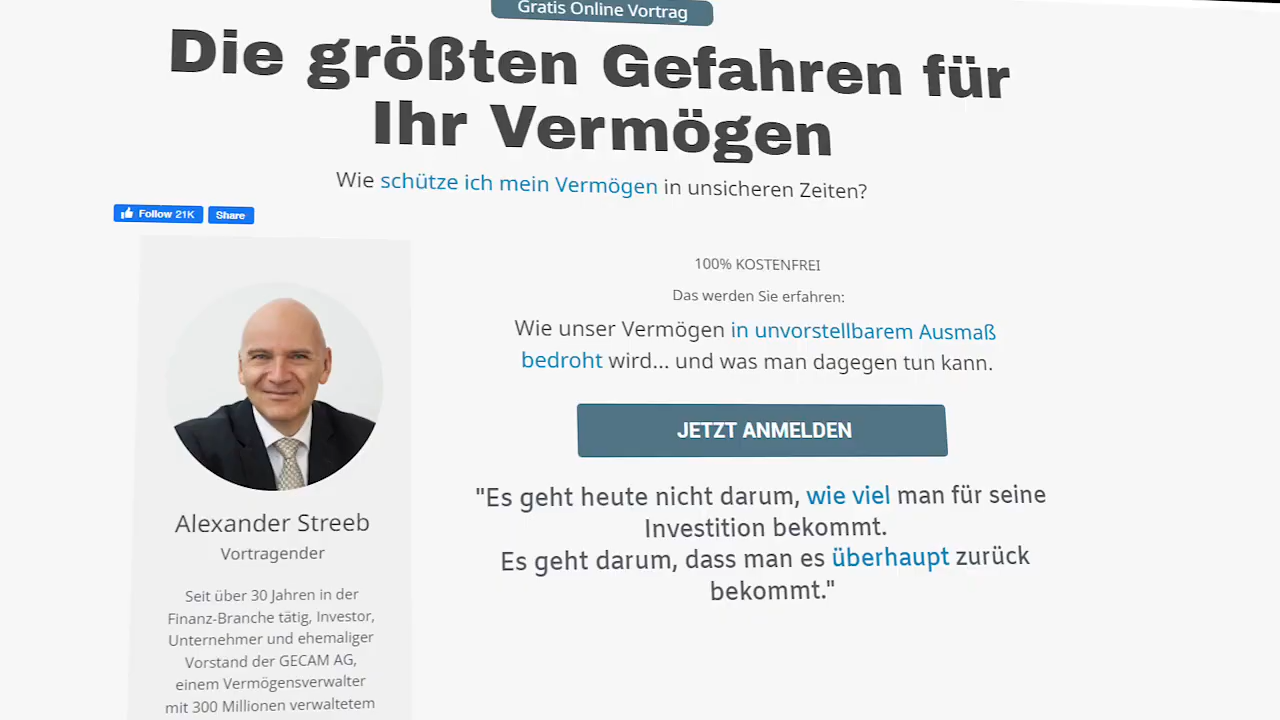 Gratis Online Vortrag
Die größten Gefahren für
Ihr Vermögen
Wie schütze ich mein Vermögen in unsicheren Zeiten?
Follow 21K
Share
Alexander Streeb
Vortragender
Seit über 30 Jahren in der
Finanz-Branche tätig, Investor,
Unternehmer und ehemaliger
Vorstand der GECAM AG,
einem Vermögensverwalter
mit 300 Millionen verwaltetem
100% KOSTENFREI
Das werden Sie erfahren:
Wie unser Vermögen in unvorstellbarem Ausmaß
bedroht wird... und was man dagegen tun kann.
JETZT ANMELDEN
"Es geht heute nicht darum, wie viel man für seine
Investition bekommt.
Es geht darum, dass man es überhaupt zurück
bekommt."